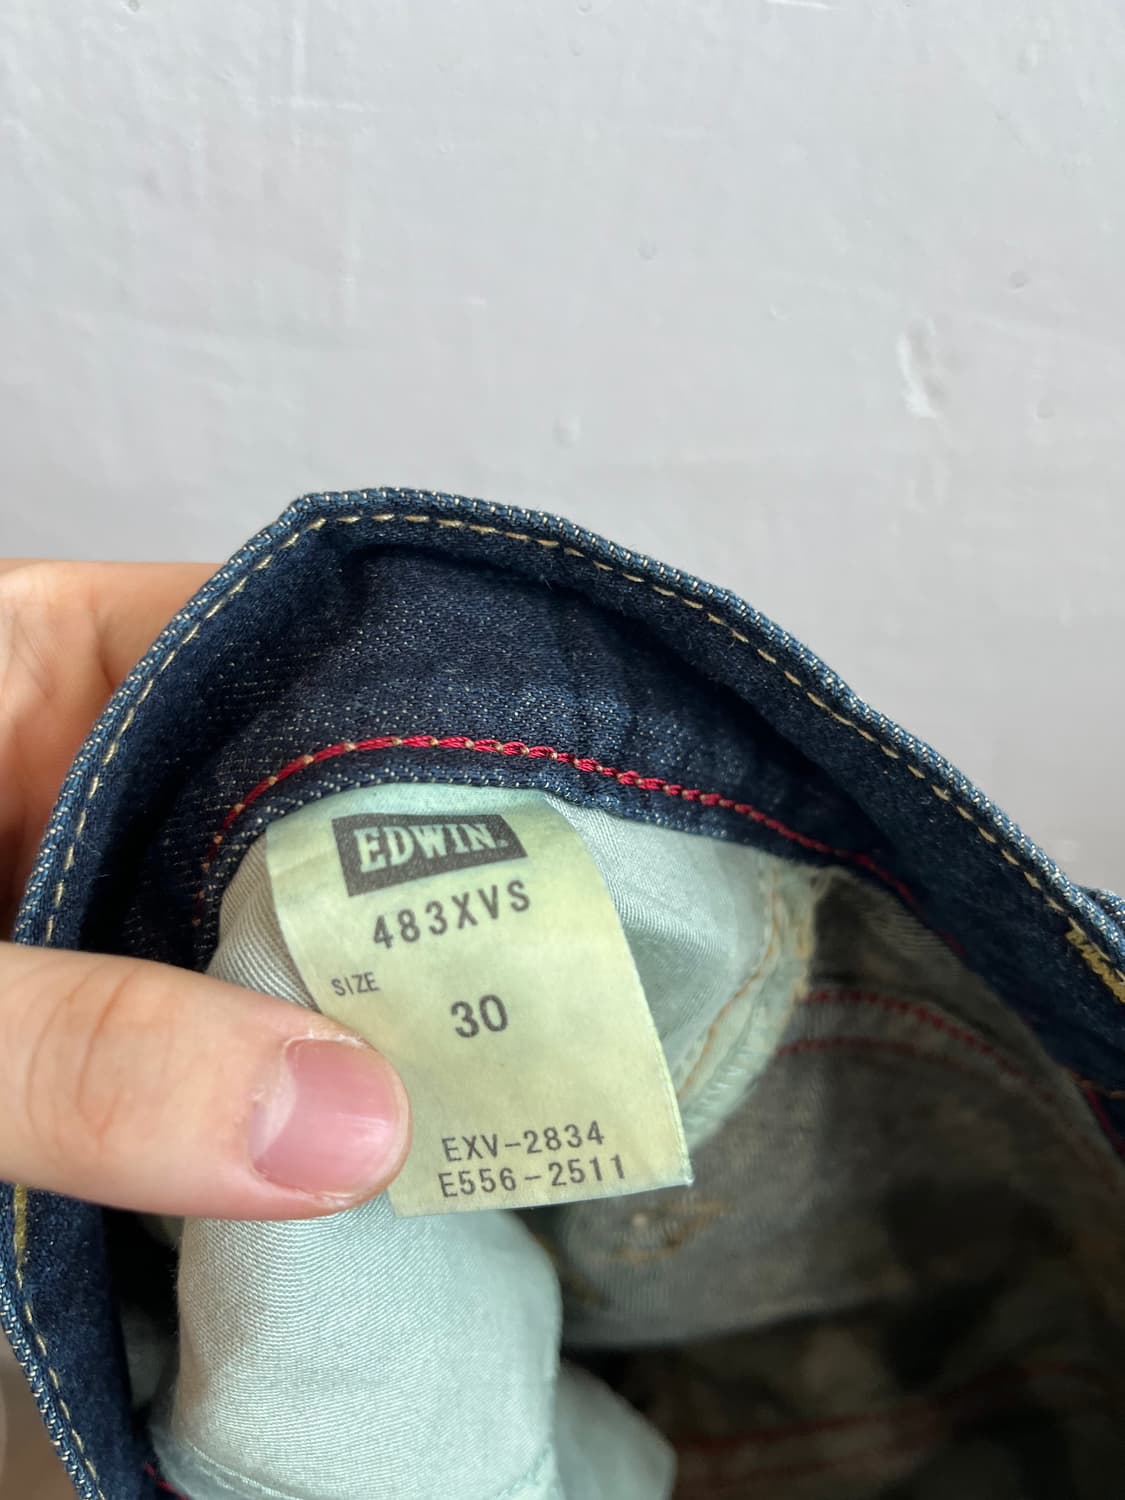 EDWIN.
483XVS
SIZE
30
EXV-2834
E556-2511